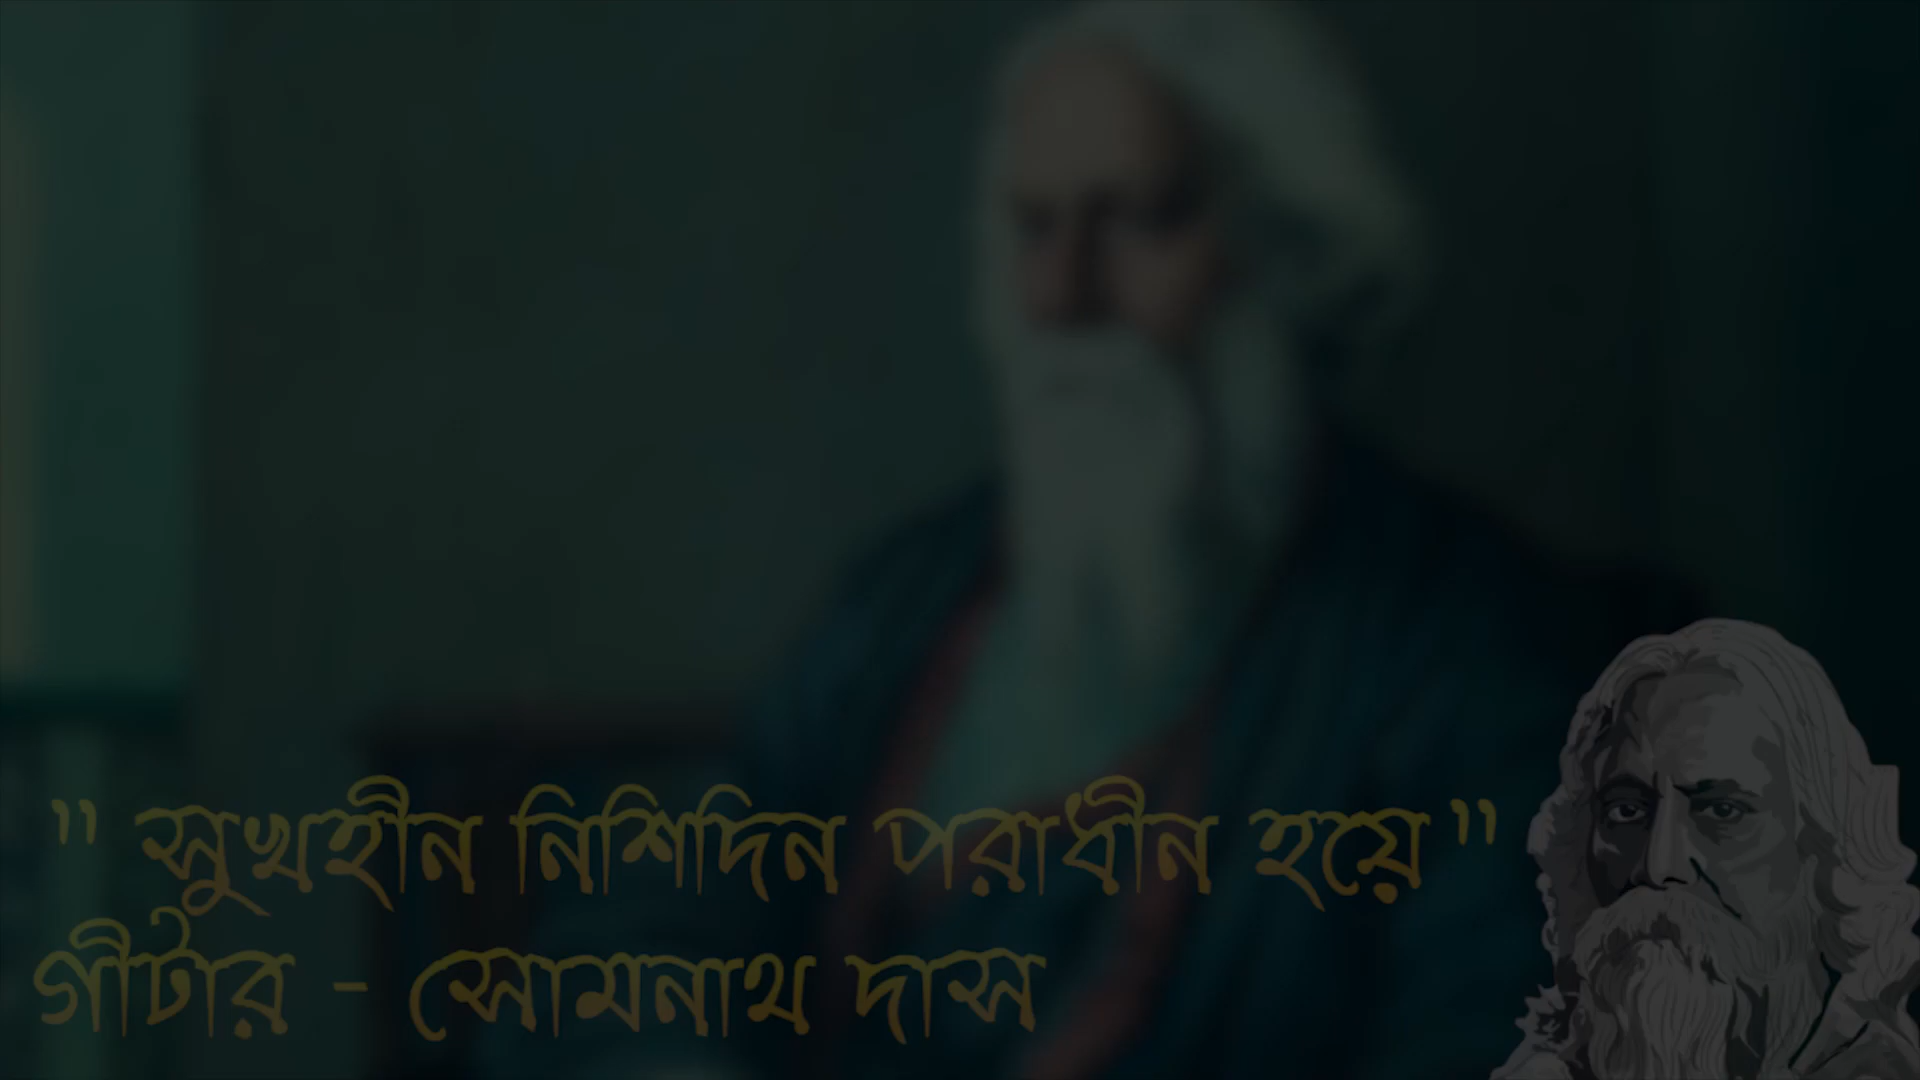 " সুখহীন নিশিদিন পরাধীন হয়ে"
গীটার - সোমনাথ দাস